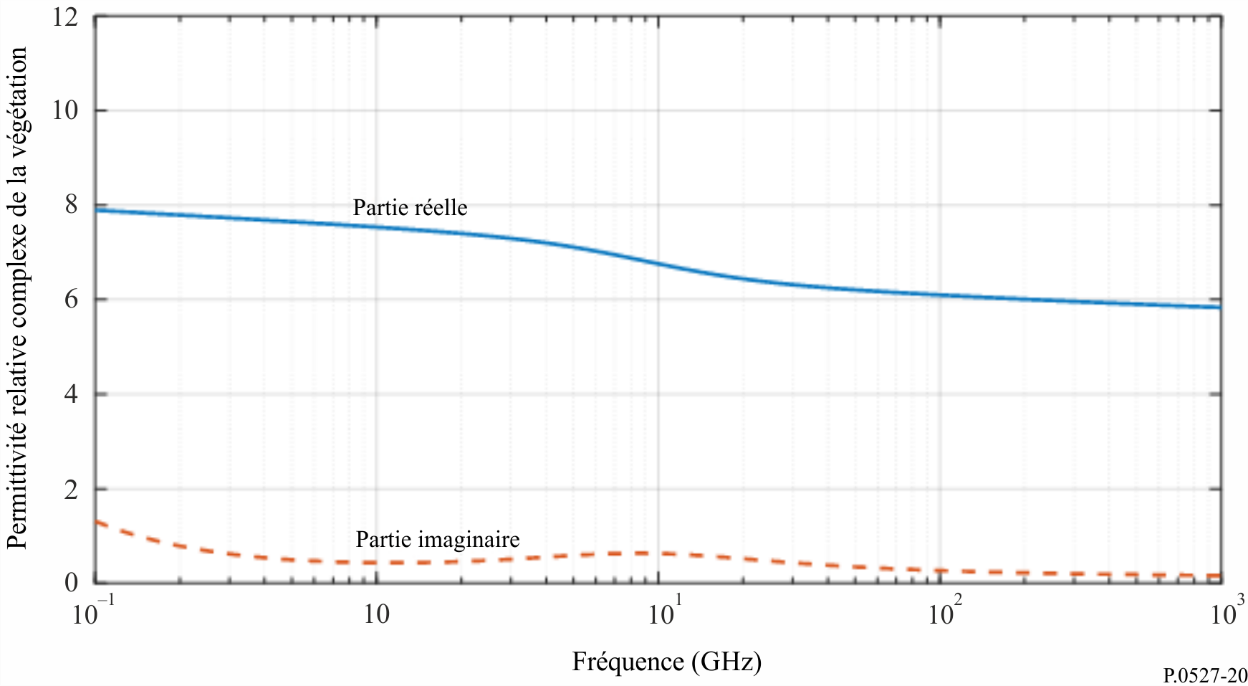 Permittivité relative complexe de la végétation
12
10
8
6
4
2
0
Partie réelle
Partie imaginaire
10⁻¹
10
10¹
10²
10³
Fréquence (GHz)
P.0527-20